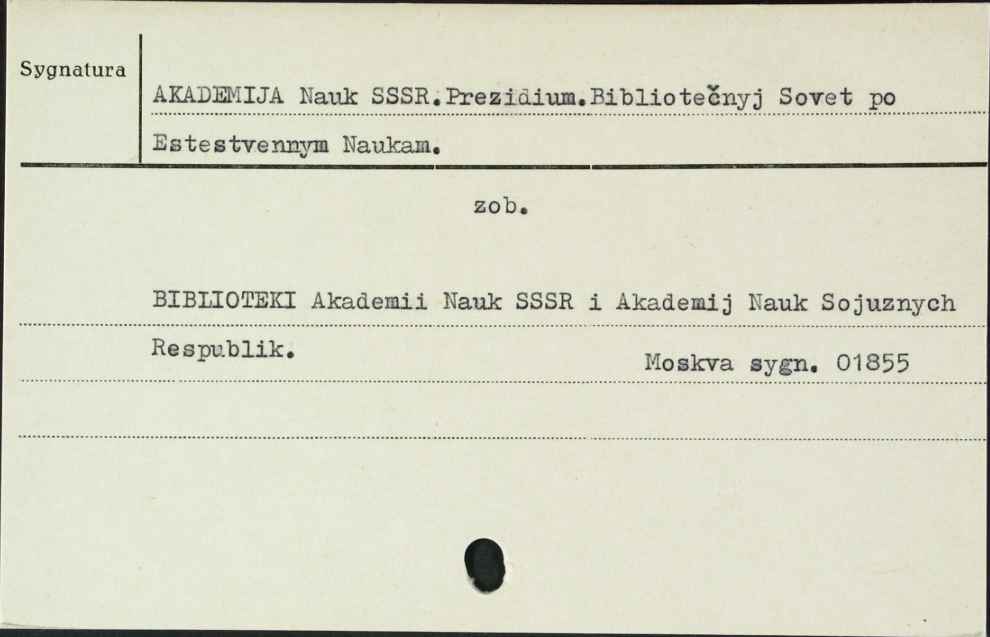 Sygnatura
AKADEMIJA Nauk SSSR.Prezidium.Bibliotečnyj Sovet po
Estestvennym Naukam.
zob.
BIBLIOTEKI Akademii Nauk SSSR i Akademij Nauk Sojuznych
Respublik.
Moskva sygn. 01855